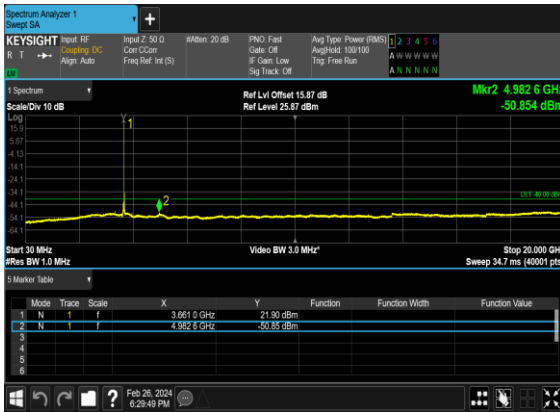 Spectrum Analyzer 1
Swept SA
+
KEYSIGHT Input: RF Input Z: 50 Ω #Atten: 20 dB PNO: Fast Avg Type: Power (RMS) 1 2 3 4 5 6
R T Coupling: DC Corr CCorr Gate: Off Avg|Hold: 100/100
Align: Auto Freq Ref: Int (S) IF Gain: Low Trig: Free Run A W W W W W
Sig Track: Off
A N N N N N
1 Spectrum
Ref Lvl Offset 15.87 dB
Mkr2 4.982 6 GHz
Scale/Div 10 dB
Ref Level 25.87 dBm
-50.854 dBm
Log
15.9
5.87
-4.13
-14.1
-24.1
-34.1
-44.1
-54.1
-64.1
1
2
Start 30 MHz Video BW 3.0 MHz* Stop 20.000 GH
#Res BW 1.0 MHz Sweep 34.7 ms (40001 pts
5 Marker Table
Mode Trace Scale X Y Function Function Width Function Value
1 N 1 f 3.661 0 GHz 21.90 dBm
2 N 1 f 4.982 6 GHz -50.85 dBm
3
4
5
6
? Feb 26, 2024
6:29:49 PM